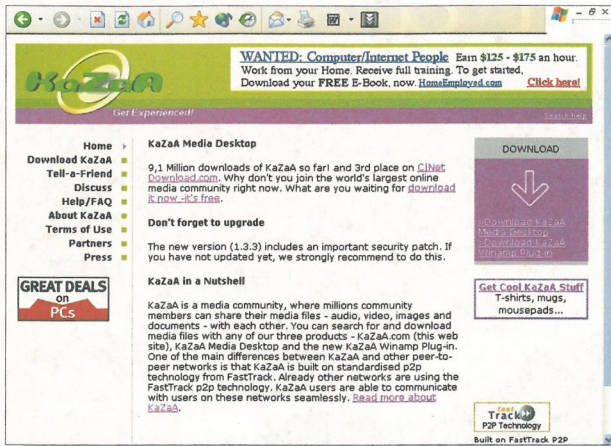 WANTED: Computer/Internet People Earn $125 - $175 an hour.
Work from your Home. Receive full training. To get started,
Download your FREE E-Book, now. HomeEmployed.com Click here!
KaZaA
Get Experienced!
Search help
Home
Download KaZaA
Tell-a-Friend
Discuss
Help/FAQ
About KaZaA
Terms of Use
Partners
Press
GREAT DEALS
on
PCs
KaZaA Media Desktop
9,1 Million downloads of KaZaA so far! and 3rd place on C|Net
Download.com. Why don't you join the world's largest online
media community right now. What are you waiting for download
it now -it's free.
Don't forget to upgrade
The new version (1.3.3) includes an important security patch. If
you have not updated yet, we strongly recommend to do this.
KaZaA in a Nutshell
KaZaA is a media community, where millions community
members can share their media files - audio, video, images and
documents - with each other. You can search for and download
media files with any of our three products - KaZaA.com (this web
site), KaZaA Media Desktop and the new KaZaA Winamp Plug-in.
One of the main differences between KaZaA and other peer-to-
peer networks is that KaZaA is built on standardised p2p
technology from FastTrack. Already other networks are using the
FastTrack p2p technology. KaZaA users are able to communicate
with users on these networks seamlessly. Read more about
KaZaA.
DOWNLOAD
>Download KaZaA
Media Desktop
>Download KaZaA
Winamp Plug-in
Get Cool KaZaA Stuff
T-shirts, mugs,
mousepads...
fast
Track
P2P Technology
Built on FastTrack P2P